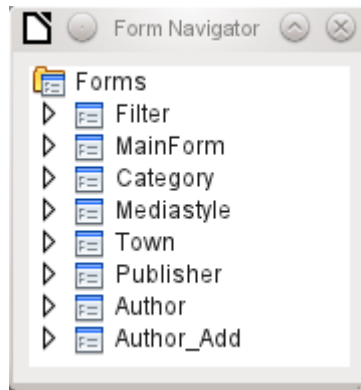 Form Navigator
Forms
Filter
MainForm
Category
Mediastyle
Town
Publisher
Author
Author_Add